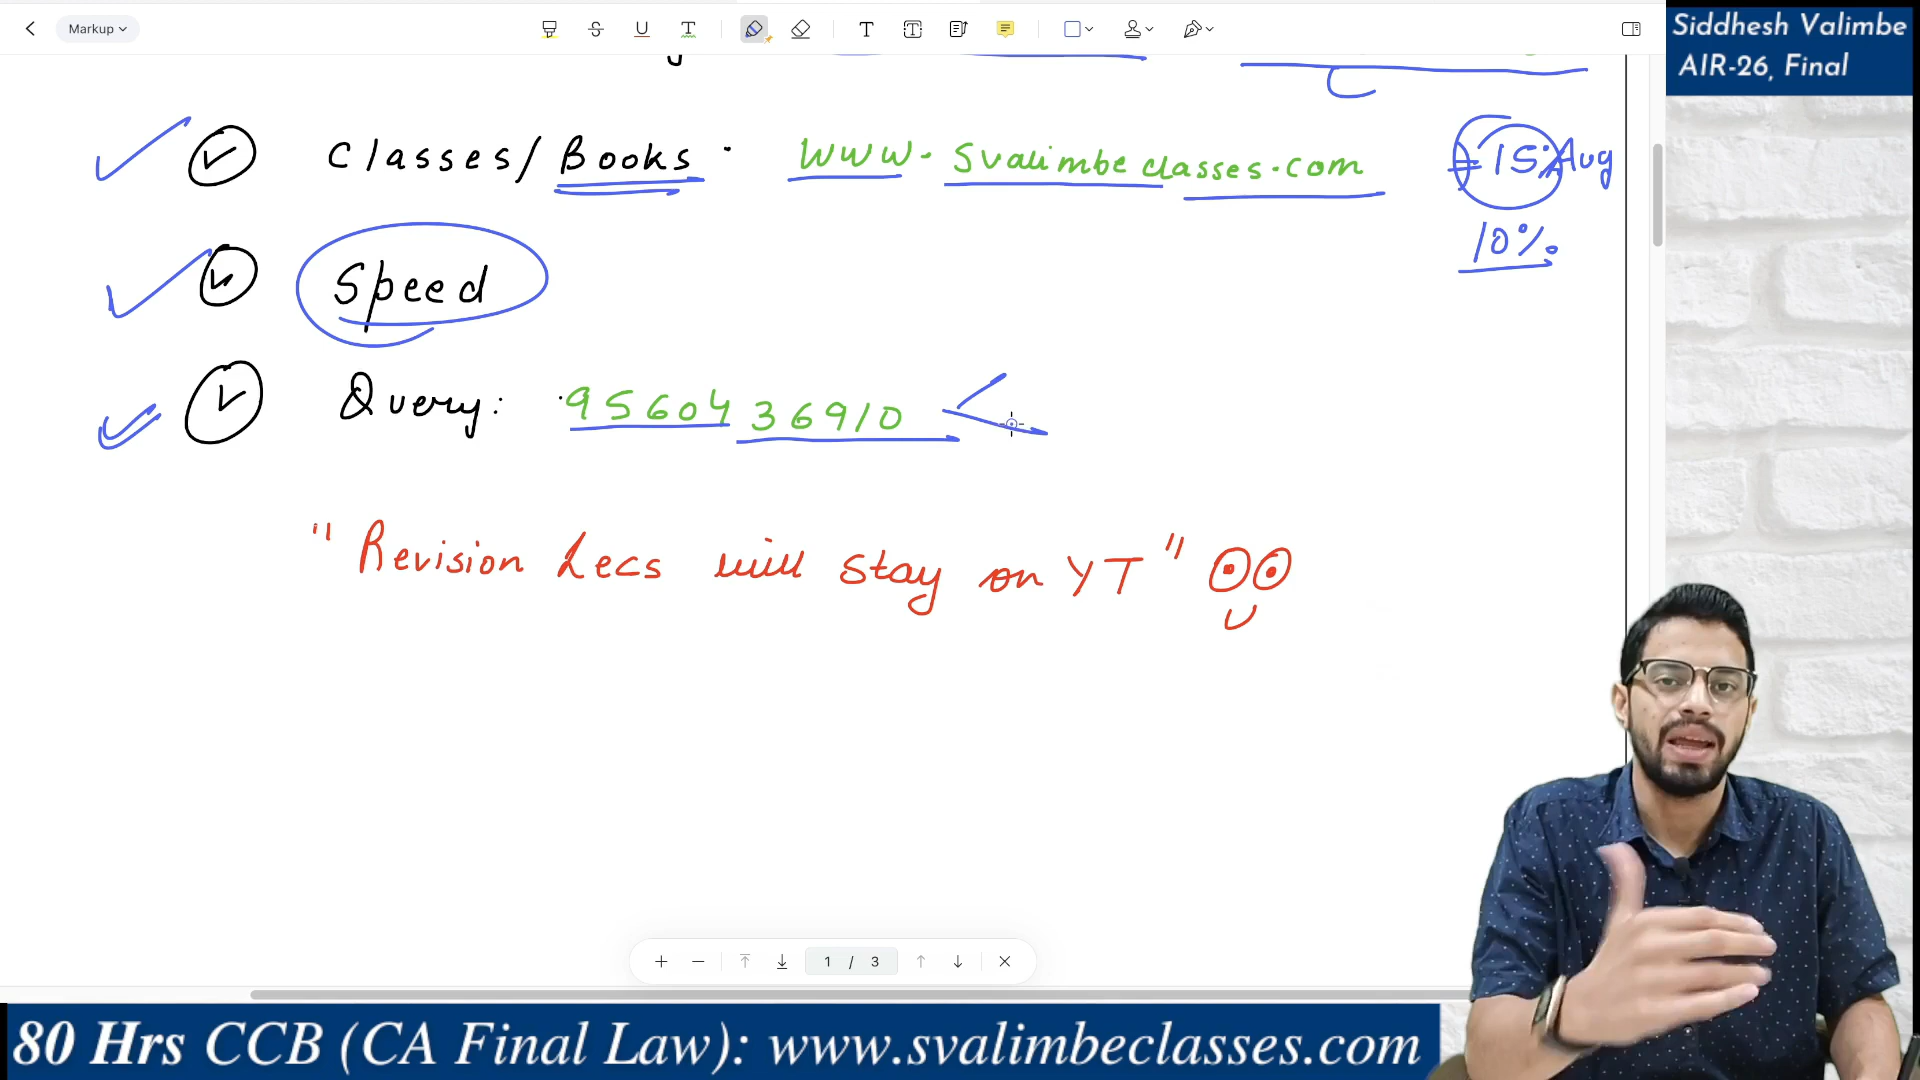 Markup
Siddhesh Valimbe
AIR-26, Final
Classes/Books. www.svalimbeclasses.com 15 Aug
10%
Speed
Query: 9560436910
"Revision Lecs will stay on YT"
1 / 3
80 Hrs CCB (CA Final Law): www.svalimbeclasses.com